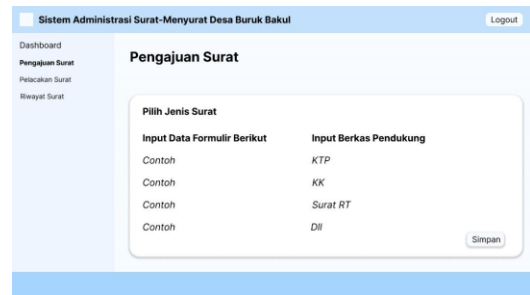 Sistem Administrasi Surat-Menyurat Desa Buruk Bakul
Logout
Dashboard
Pengajuan Surat
Pelacakan Surat
Riwayat Surat
Pengajuan Surat
Pilih Jenis Surat
Input Data Formulir Berikut Input Berkas Pendukung
Contoh KTP
Contoh KK
Contoh Surat RT
Contoh Dll
Simpan